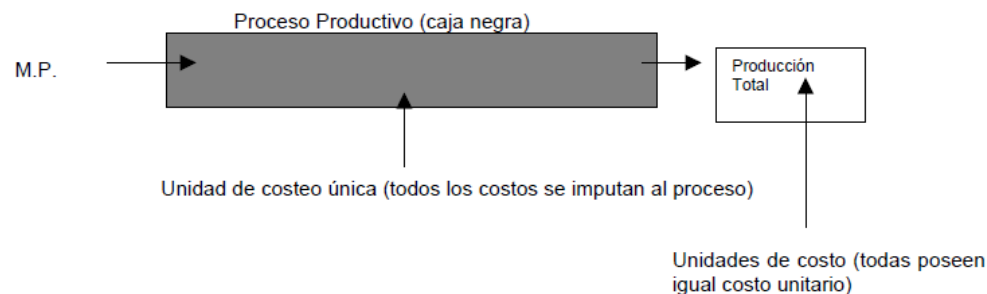 Proceso Productivo (caja negra)
M.P.
Producción
Total
Unidad de costeo única (todos los costos se imputan al proceso)
Unidades de costo (todas poseen
igual costo unitario)